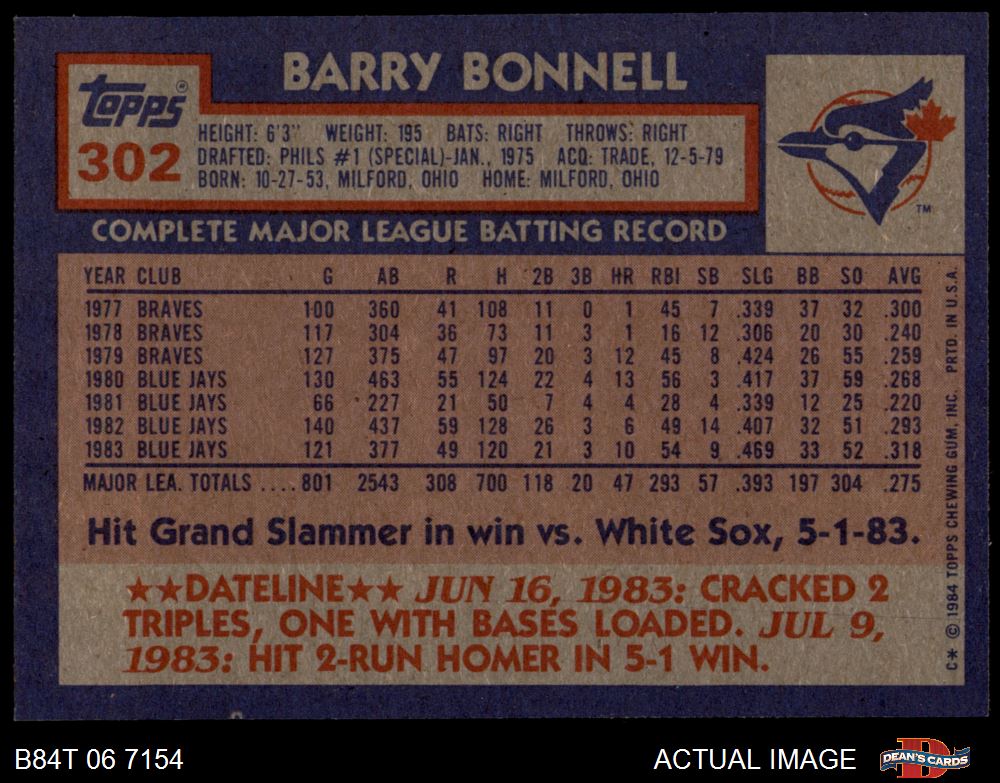 BARRY BONNELL
Topps®
302
HEIGHT: 6'3" WEIGHT: 195 BATS: RIGHT THROWS: RIGHT
DRAFTED: PHILS #1 (SPECIAL)-JAN., 1975 ACQ: TRADE, 12-5-79
BORN: 10-27-53, MILFORD, OHIO HOME: MILFORD, OHIO
TM
COMPLETE MAJOR LEAGUE BATTING RECORD
YEAR CLUB G AB R H 2B 3B HR RBI SB SLG BB SO AVG
1977 BRAVES 100 360 41 108 11 0 1 45 7 .339 37 32 .300
1978 BRAVES 117 304 36 73 11 3 1 16 12 .306 20 30 .240
1979 BRAVES 127 375 47 97 20 3 12 45 8 .424 26 55 .259
1980 BLUE JAYS 130 463 55 124 22 4 13 56 3 .417 37 59 .268
1981 BLUE JAYS 66 227 21 50 7 4 4 28 4 .339 12 25 .220
1982 BLUE JAYS 140 437 59 128 26 3 6 49 14 .407 32 51 .293
1983 BLUE JAYS 121 377 49 120 21 3 10 54 9 .469 33 52 .318
MAJOR LEA. TOTALS ....801 2543 308 700 118 20 47 293 57 .393 197 304 .275
Hit Grand Slammer in win vs. White Sox, 5-1-83.
★★DATELINE★★ JUN 16, 1983: CRACKED 2
TRIPLES, ONE WITH BASES LOADED. JUL 9,
1983: HIT 2-RUN HOMER IN 5-1 WIN.
C* © 1984 TOPPS CHEWING GUM, INC. PRTD. IN U.S.A.
B84T 06 7154
ACTUAL IMAGE
DEAN'S CARDS